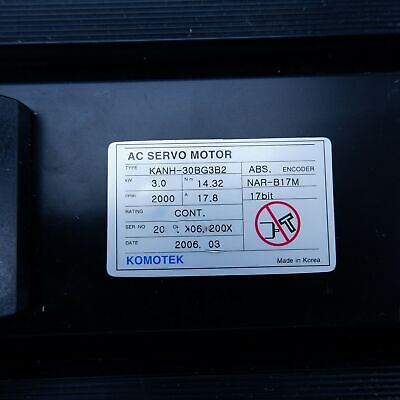 AC SERVO MOTOR
TYPE KANH-30BG3B2 ABS. ENCODER
kW 3.0 N·m 14.32 NAR-B17M
r/min 2000 A 17.8 17bit
RATING CONT.
SER·NO
DATE 2006. 03
KOMOTEK Made in Korea